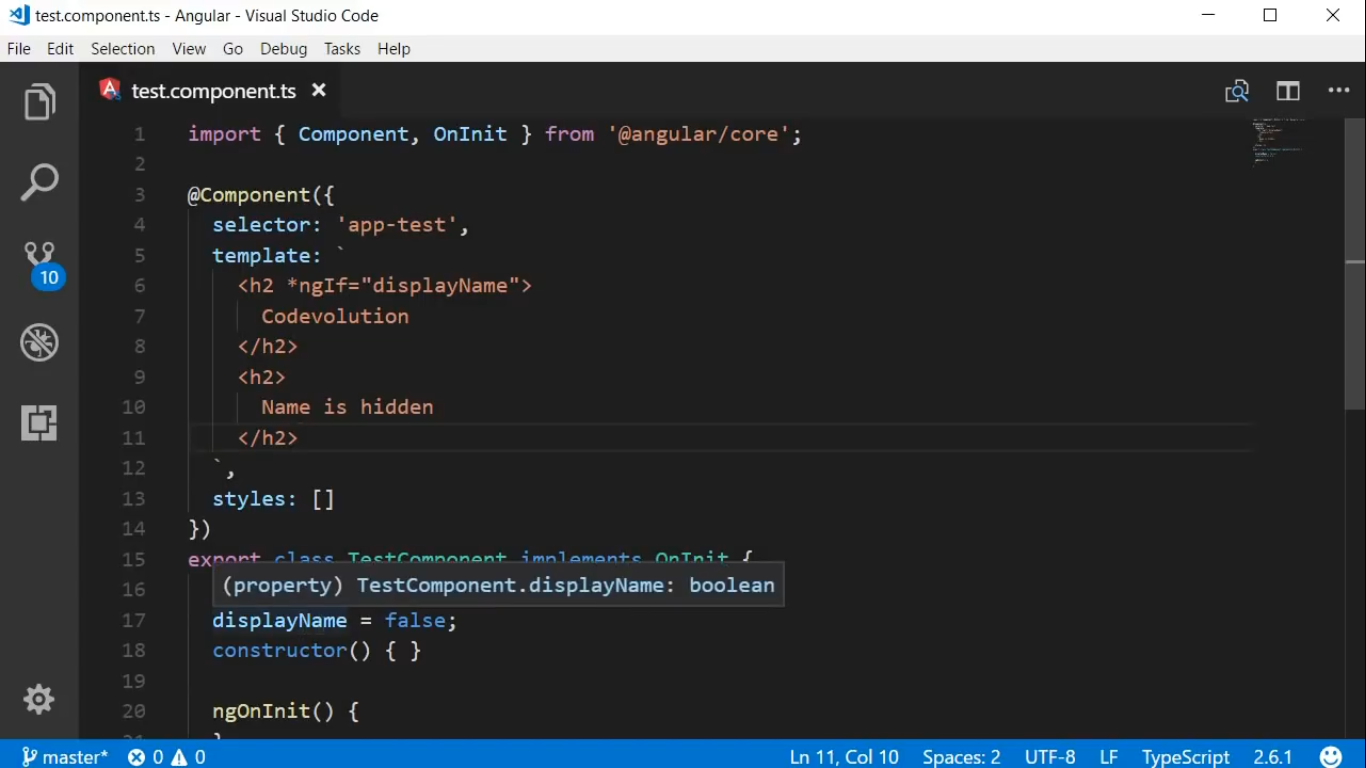 test.component.ts - Angular - Visual Studio Code
File Edit Selection View Go Debug Tasks Help
test.component.ts
1 import { Component, OnInit } from '@angular/core';
2
3 @Component({
4 selector: 'app-test',
5 template: `
6 <h2 *ngIf="displayName">
7 Codevolution
8 </h2>
9 <h2>
10 Name is hidden
11 </h2>
12 `,
13 styles: []
14 })
15 export class TestComponent implements OnInit {
16 (property) TestComponent.displayName: boolean
17 displayName = false;
18 constructor() { }
19
20 ngOnInit() {
21 }
10
master* 0 0 Ln 11, Col 10 Spaces: 2 UTF-8 LF TypeScript 2.6.1